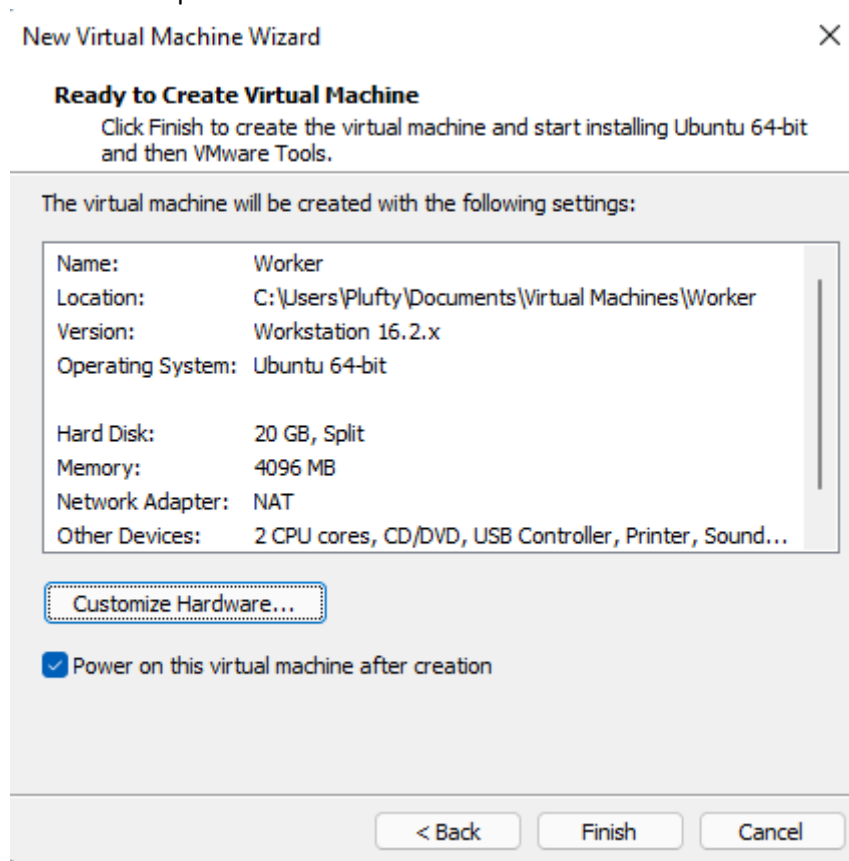 New Virtual Machine Wizard
Ready to Create Virtual Machine
Click Finish to create the virtual machine and start installing Ubuntu 64-bit
and then VMware Tools.
The virtual machine will be created with the following settings:
Name: Worker
Location: C:\Users\Plufty\Documents\Virtual Machines\Worker
Version: Workstation 16.2.x
Operating System: Ubuntu 64-bit
Hard Disk: 20 GB, Split
Memory: 4096 MB
Network Adapter: NAT
Other Devices: 2 CPU cores, CD/DVD, USB Controller, Printer, Sound...
Customize Hardware...
Power on this virtual machine after creation
< Back Finish Cancel